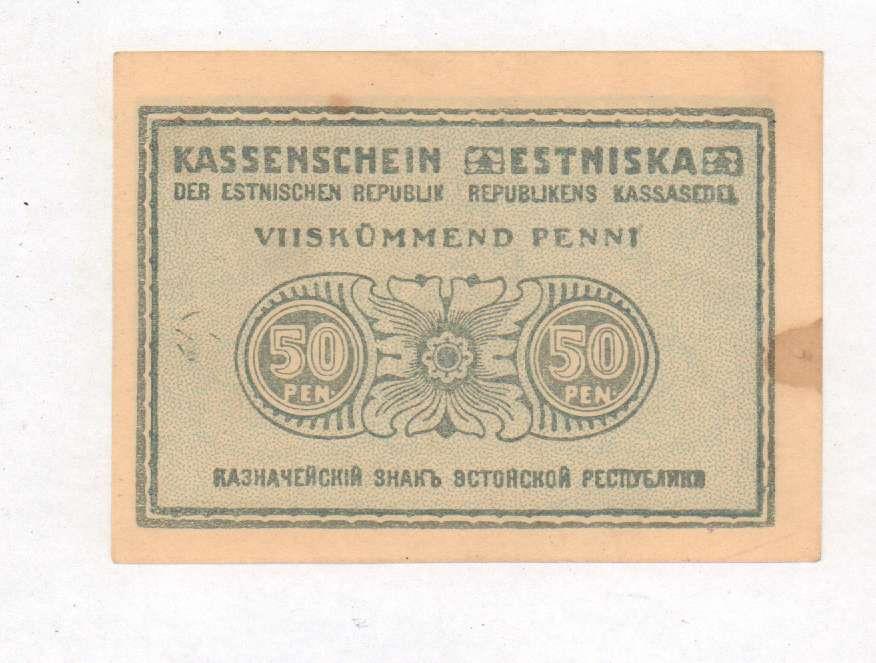 KASSENSCHEIN ESTNISKA
DER ESTNISCHEN REPUBLIK REPUBLIKENS KASSASEDEL
VIISKÜMMEND PENNI
50 PEN· 50 PEN·
КАЗНАЧЕЙСКІЙ ЗНАКЪ ЭСТОНСКОЙ РЕСПУБЛИКИ